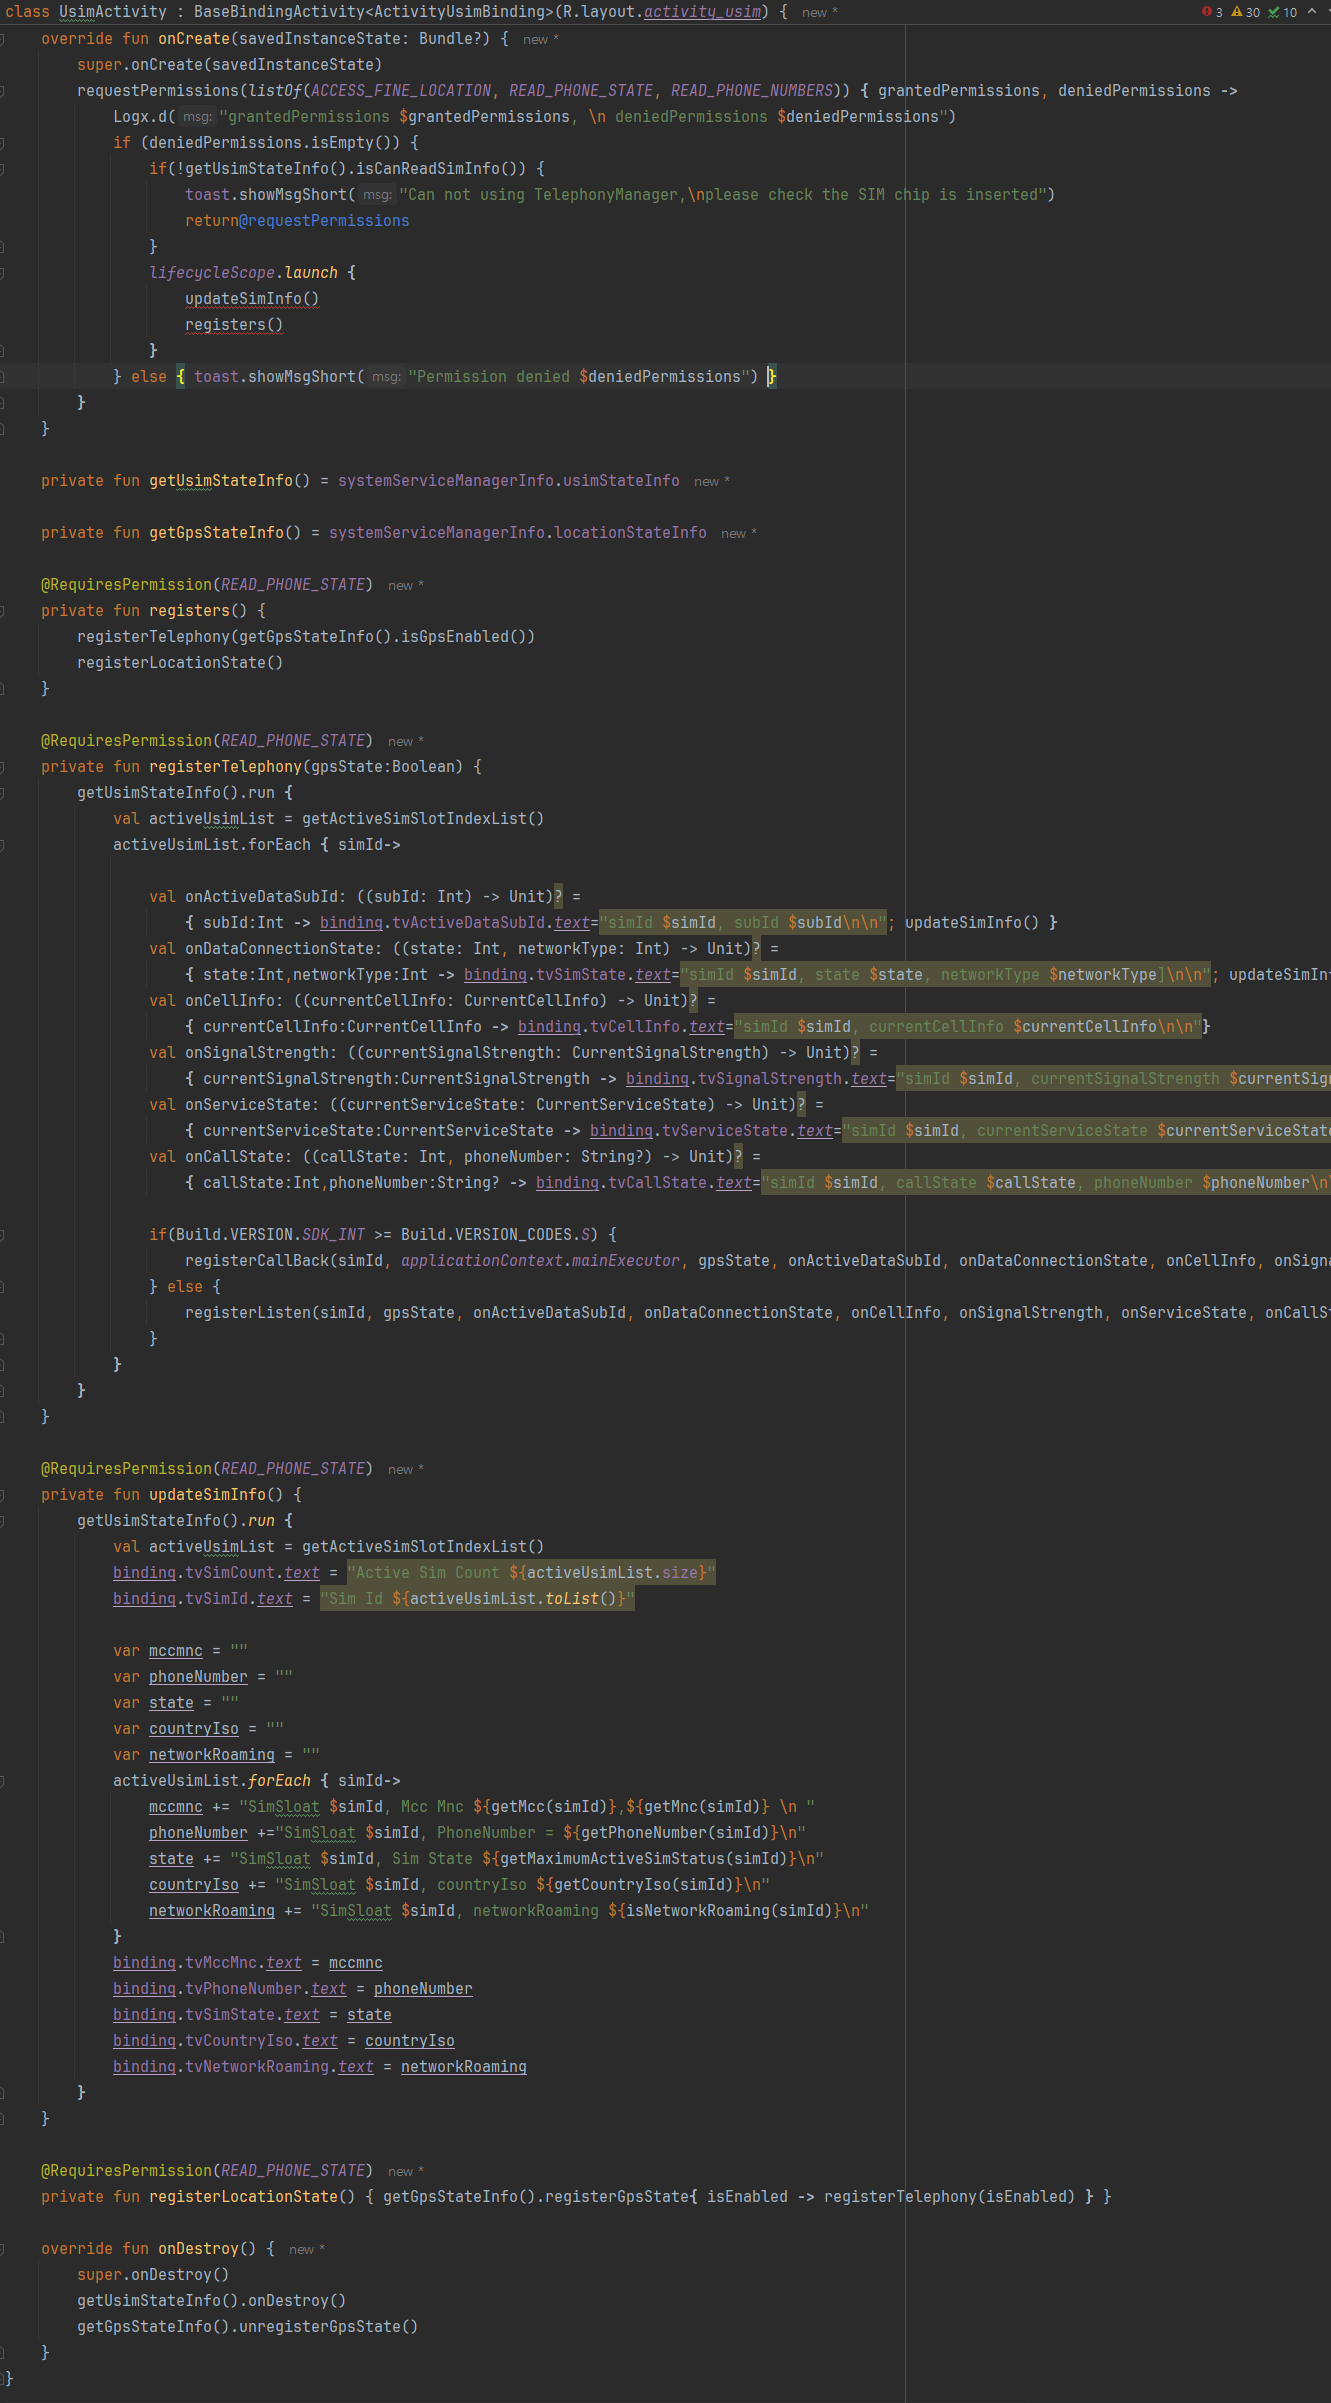 class UsimActivity : BaseBindingActivity<ActivityUsimBinding>(R.layout.activity_usim) { new * 3 30 10
override fun onCreate(savedInstanceState: Bundle?) { new *
super.onCreate(savedInstanceState)
requestPermissions(listOf(ACCESS_FINE_LOCATION, READ_PHONE_STATE, READ_PHONE_NUMBERS)) { grantedPermissions, deniedPermissions ->
Logx.d( msg: "grantedPermissions $grantedPermissions, \n deniedPermissions $deniedPermissions")
if (deniedPermissions.isEmpty()) {
if(!getUsimStateInfo().isCanReadSimInfo()) {
toast.showMsgShort( msg: "Can not using TelephonyManager,\nplease check the SIM chip is inserted")
return@requestPermissions
}
lifecycleScope.launch {
updateSimInfo()
registers()
}
} else { toast.showMsgShort( msg: "Permission denied $deniedPermissions") }
}
}
private fun getUsimStateInfo() = systemServiceManagerInfo.usimStateInfo new *
private fun getGpsStateInfo() = systemServiceManagerInfo.locationStateInfo new *
@RequiresPermission(READ_PHONE_STATE) new *
private fun registers() {
registerTelephony(getGpsStateInfo().isGpsEnabled())
registerLocationState()
}
@RequiresPermission(READ_PHONE_STATE) new *
private fun registerTelephony(gpsState:Boolean) {
getUsimStateInfo().run {
val activeUsimList = getActiveSimSlotIndexList()
activeUsimList.forEach { simId->
val onActiveDataSubId: ((subId: Int) -> Unit)? =
{ subId:Int -> binding.tvActiveDataSubId.text="simId $simId, subId $subId\n\n"; updateSimInfo() }
val onDataConnectionState: ((state: Int, networkType: Int) -> Unit)? =
{ state:Int,networkType:Int -> binding.tvSimState.text="simId $simId, state $state, networkType $networkType]\n\n"; updateSimIn
val onCellInfo: ((currentCellInfo: CurrentCellInfo) -> Unit)? =
{ currentCellInfo:CurrentCellInfo -> binding.tvCellInfo.text="simId $simId, currentCellInfo $currentCellInfo\n\n"}
val onSignalStrength: ((currentSignalStrength: CurrentSignalStrength) -> Unit)? =
{ currentSignalStrength:CurrentSignalStrength -> binding.tvSignalStrength.text="simId $simId, currentSignalStrength $currentSign
val onServiceState: ((currentServiceState: CurrentServiceState) -> Unit)? =
{ currentServiceState:CurrentServiceState -> binding.tvServiceState.text="simId $simId, currentServiceState $currentServiceState
val onCallState: ((callState: Int, phoneNumber: String?) -> Unit)? =
{ callState:Int,phoneNumber:String? -> binding.tvCallState.text="simId $simId, callState $callState, phoneNumber $phoneNumber\n\
if(Build.VERSION.SDK_INT >= Build.VERSION_CODES.S) {
registerCallBack(simId, applicationContext.mainExecutor, gpsState, onActiveDataSubId, onDataConnectionState, onCellInfo, onSigna
} else {
registerListen(simId, gpsState, onActiveDataSubId, onDataConnectionState, onCellInfo, onSignalStrength, onServiceState, onCallSt
}
}
}
}
@RequiresPermission(READ_PHONE_STATE) new *
private fun updateSimInfo() {
getUsimStateInfo().run {
val activeUsimList = getActiveSimSlotIndexList()
binding.tvSimCount.text = "Active Sim Count ${activeUsimList.size}"
binding.tvSimId.text = "Sim Id ${activeUsimList.toList()}"
var mccmnc = ""
var phoneNumber = ""
var state = ""
var countryIso = ""
var networkRoaming = ""
activeUsimList.forEach { simId->
mccmnc += "SimSloat $simId, Mcc Mnc ${getMcc(simId)},${getMnc(simId)} \n "
phoneNumber +="SimSloat $simId, PhoneNumber = ${getPhoneNumber(simId)}\n"
state += "SimSloat $simId, Sim State ${getMaximumActiveSimStatus(simId)}\n"
countryIso += "SimSloat $simId, countryIso ${getCountryIso(simId)}\n"
networkRoaming += "SimSloat $simId, networkRoaming ${isNetworkRoaming(simId)}\n"
}
binding.tvMccMnc.text = mccmnc
binding.tvPhoneNumber.text = phoneNumber
binding.tvSimState.text = state
binding.tvCountryIso.text = countryIso
binding.tvNetworkRoaming.text = networkRoaming
}
}
@RequiresPermission(READ_PHONE_STATE) new *
private fun registerLocationState() { getGpsStateInfo().registerGpsState{ isEnabled -> registerTelephony(isEnabled) } }
override fun onDestroy() { new *
super.onDestroy()
getUsimStateInfo().onDestroy()
getGpsStateInfo().unregisterGpsState()
}
}